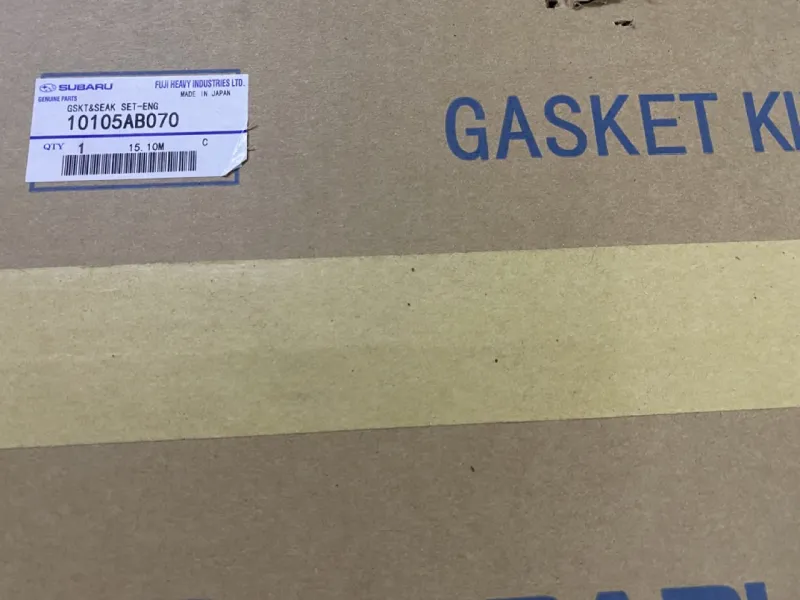 SUBARU FUJI HEAVY INDUSTRIES LTD.
GENUINE PARTS MADE IN JAPAN
GSKT&SEAK SET-ENG
10105AB070
QTY 1 15.10M C
GASKET KI